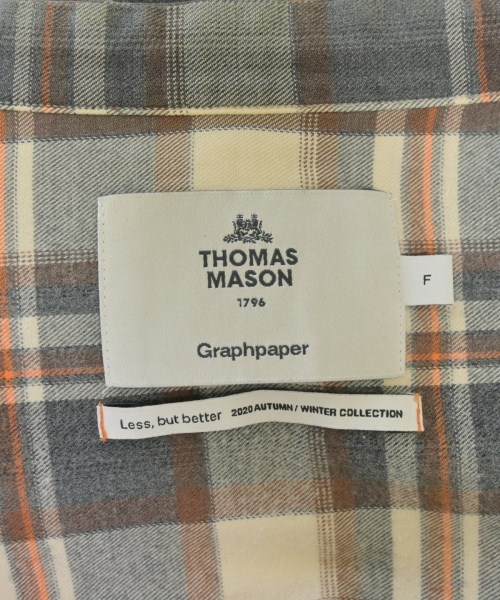 THOMAS
MASON
1796
Graphpaper
F
Less, but better 2020 AUTUMN / WINTER COLLECTION